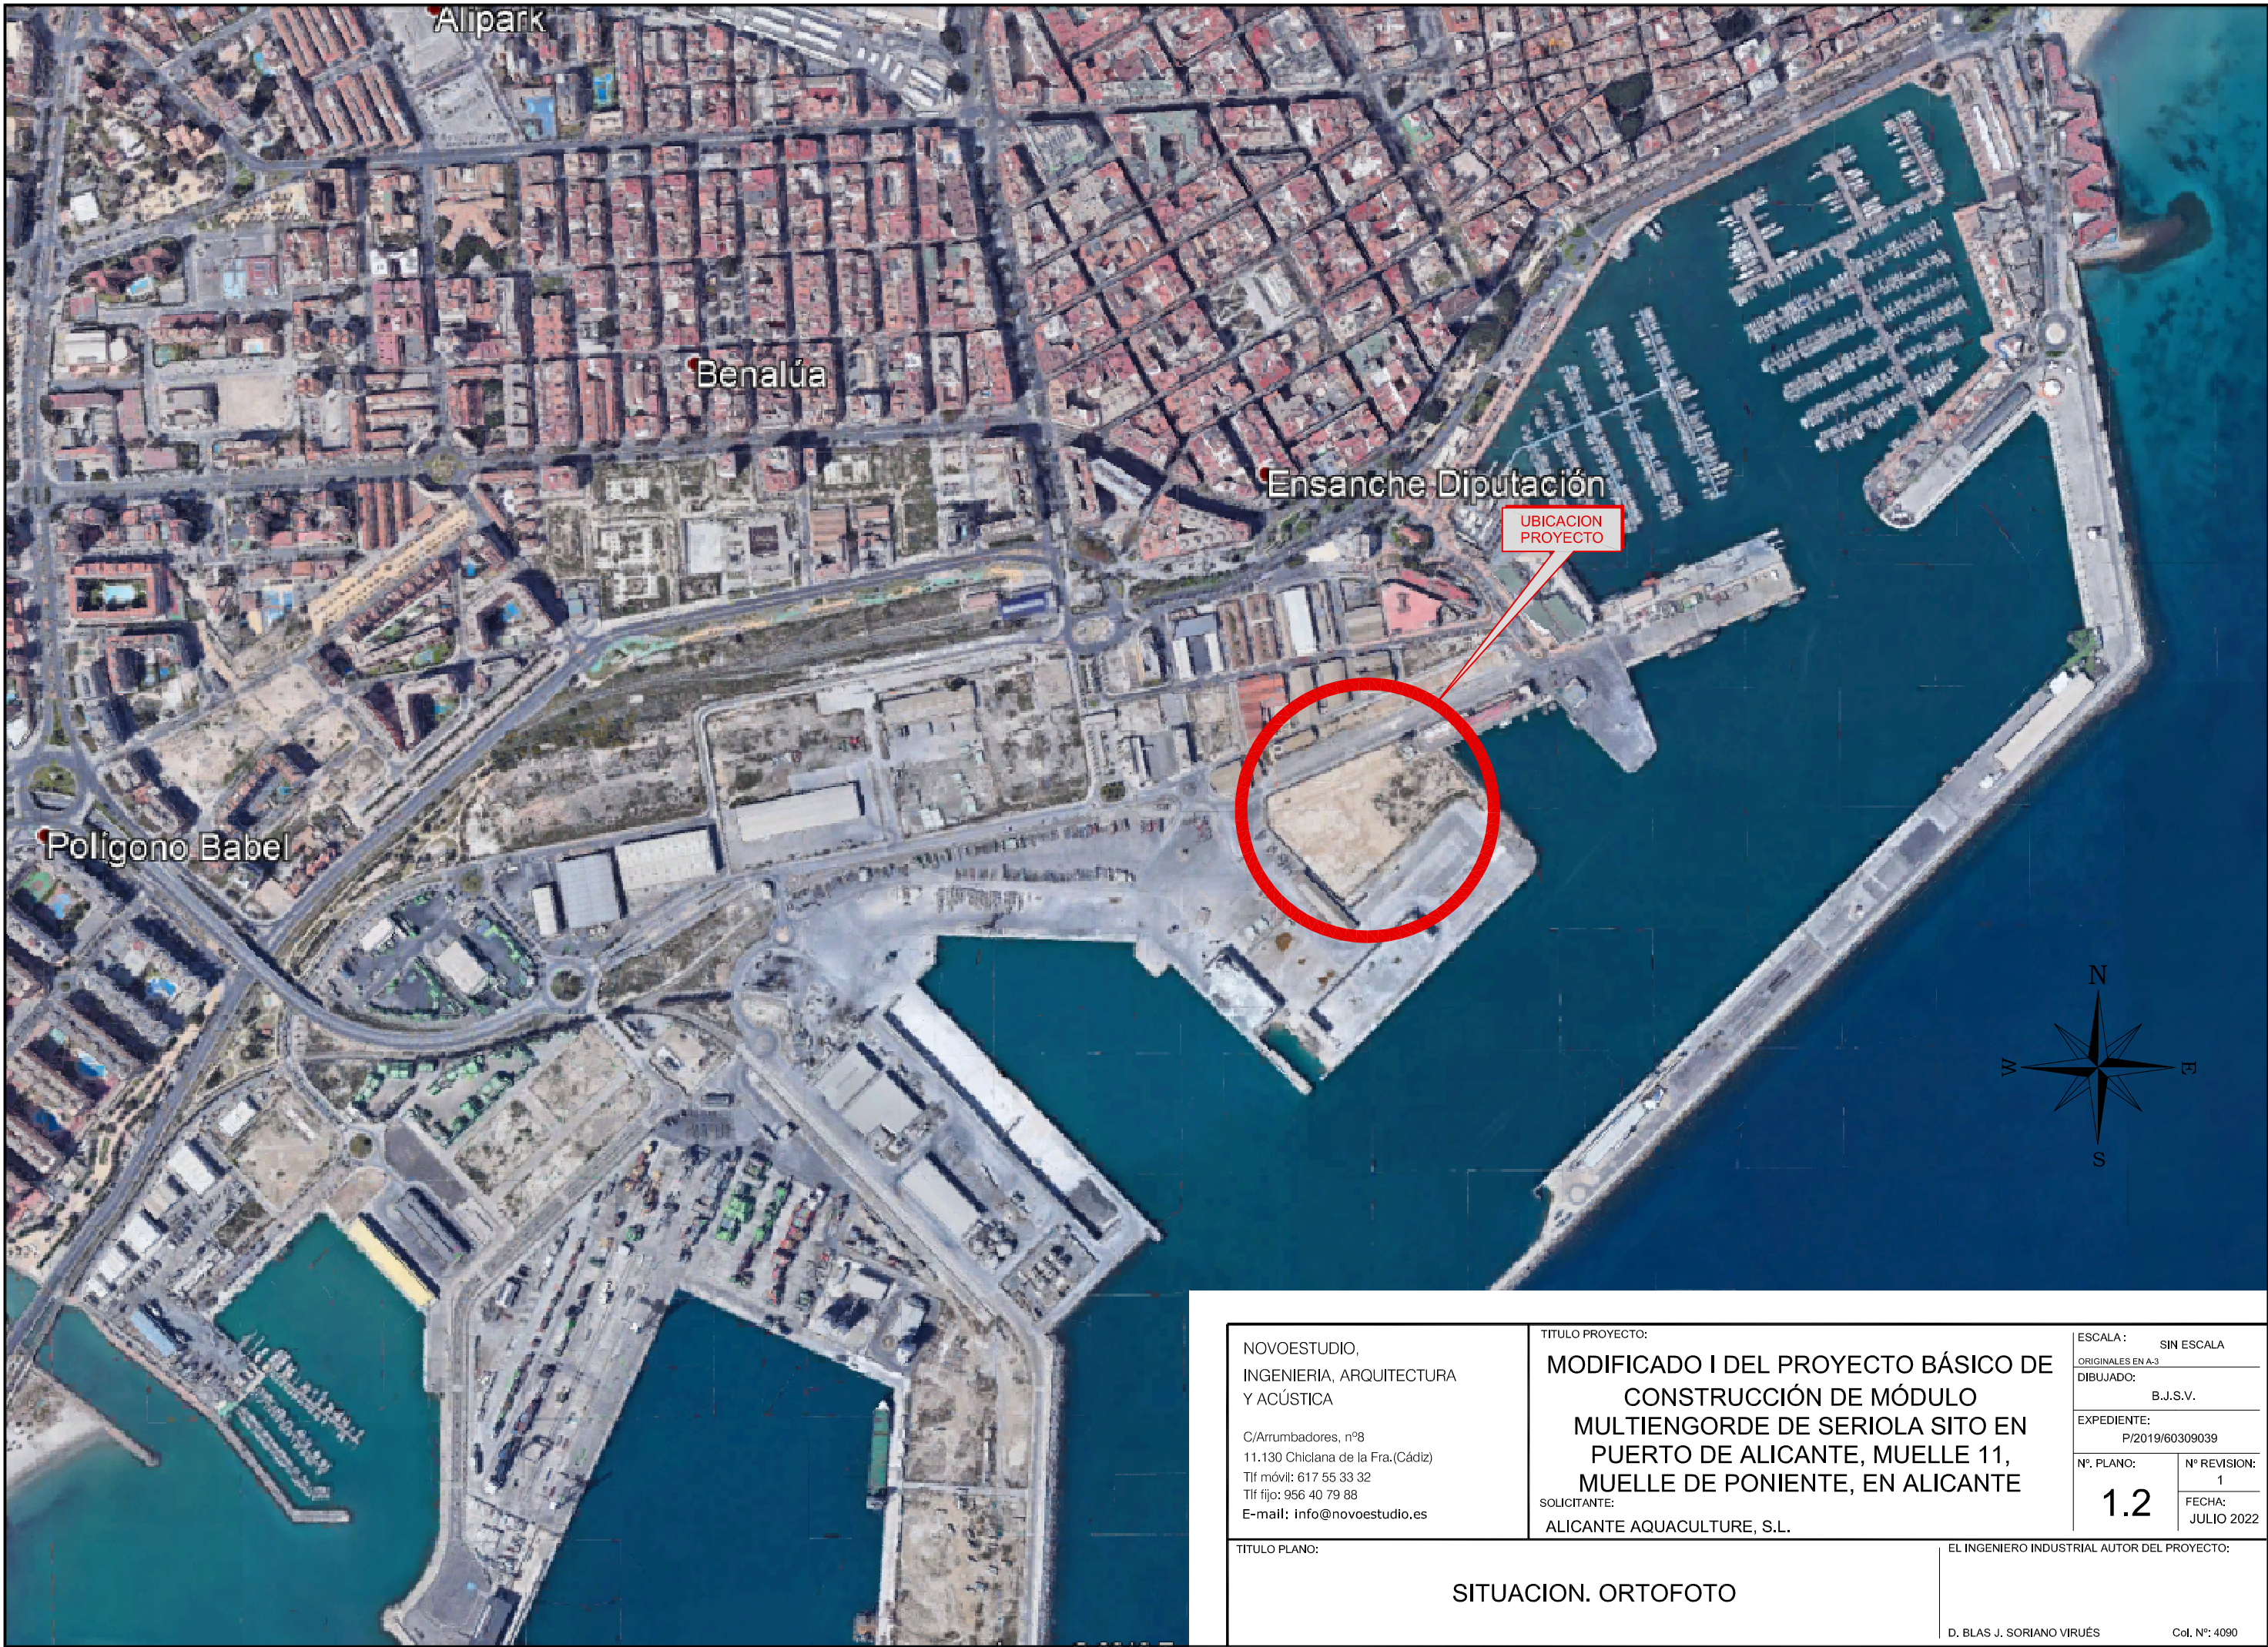 Alipark
Benalúa
Ensanche Diputación
UBICACION
PROYECTO
Polígono Babel
N
W
E
S
NOVOESTUDIO,
INGENIERIA, ARQUITECTURA
Y ACÚSTICA
C/Arrumbadores, nº8
11.130 Chiclana de la Fra.(Cádiz)
Tlf móvil: 617 55 33 32
Tlf fijo: 956 40 79 88
E-mail: info@novoestudio.es
TITULO PROYECTO:
MODIFICADO I DEL PROYECTO BÁSICO DE
CONSTRUCCIÓN DE MÓDULO
MULTIENGORDE DE SERIOLA SITO EN
PUERTO DE ALICANTE, MUELLE 11,
MUELLE DE PONIENTE, EN ALICANTE
SOLICITANTE:
ALICANTE AQUACULTURE, S.L.
ESCALA: SIN ESCALA
ORIGINALES EN A-3
DIBUJADO:
B.J.S.V.
EXPEDIENTE:
P/2019/60309039
Nº. PLANO:
1.2
Nº REVISION:
1
FECHA:
JULIO 2022
TITULO PLANO:
SITUACION. ORTOFOTO
EL INGENIERO INDUSTRIAL AUTOR DEL PROYECTO:
D. BLAS J. SORIANO VIRUÉS Col. Nº: 4090